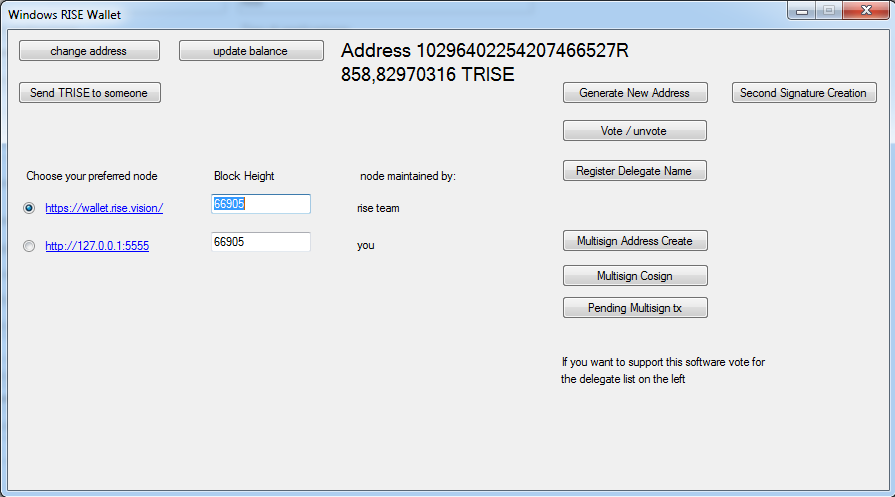 Windows RISE Wallet
change address
update balance
Address 10296402254207466527R
858,82970316 TRISE
Send TRISE to someone
Generate New Address
Second Signature Creation
Vote / unvote
Register Delegate Name
Choose your preferred node
Block Height
node maintained by:
https://wallet.rise.vision/
66905
rise team
http://127.0.0.1:5555
66905
you
Multisign Address Create
Multisign Cosign
Pending Multisign tx
If you want to support this software vote for
the delegate list on the left